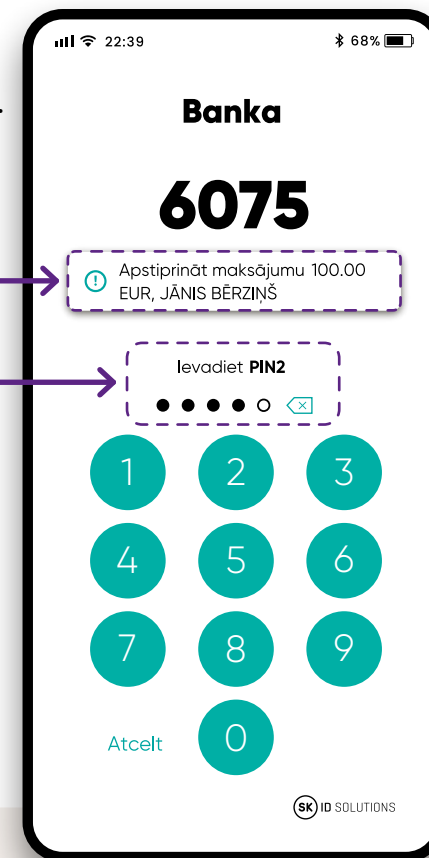 22:39
68%
Banka
6075
Apstiprināt maksājumu 100.00
EUR, JĀNIS BĒRZIŅŠ
Ievadiet PIN2
1 2 3
4 5 6
7 8 9
Atcelt 0
SK ID SOLUTIONS